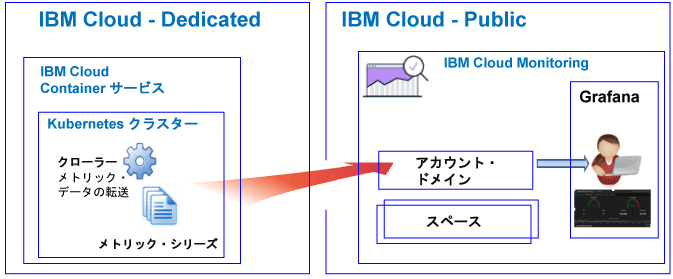 IBM Cloud - Dedicated
IBM Cloud
Container サービス
Kubernetes クラスター
クローラー
メトリック・
データの転送
メトリック・シリーズ
IBM Cloud - Public
IBM Cloud Monitoring
Grafana
アカウント・
ドメイン
スペース